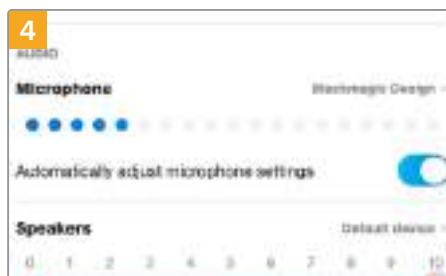 4
AUDIO
Microphone Blackmagic Design
Automatically adjust microphone settings
Speakers Default device
0 1 2 3 4 5 6 7 8 9 10